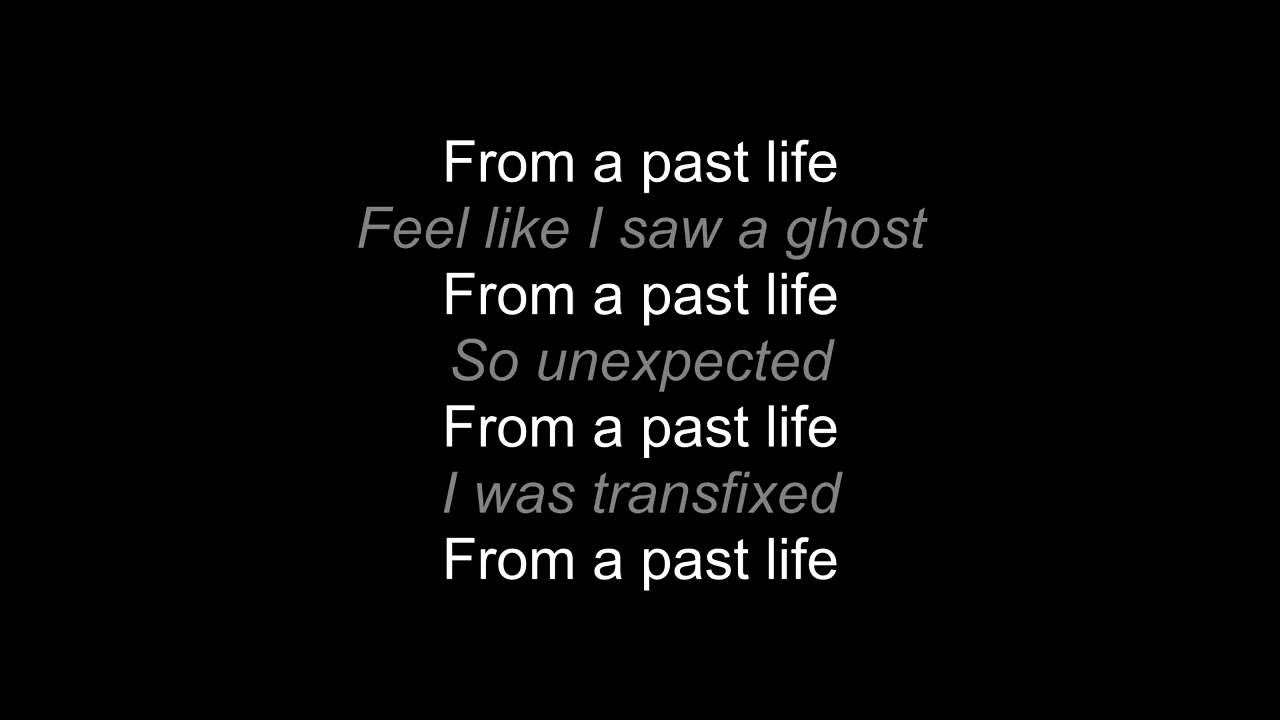 From a past life
Feel like I saw a ghost
From a past life
So unexpected
From a past life
I was transfixed
From a past life